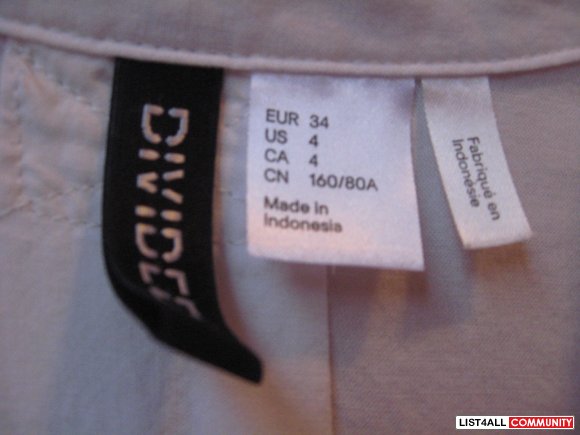 DIVIDED
EUR 34
US 4
CA 4
CN 160/80A
Made in
Indonesia
Fabriqué en
Indonésie
LIST4ALL COMMUNITY